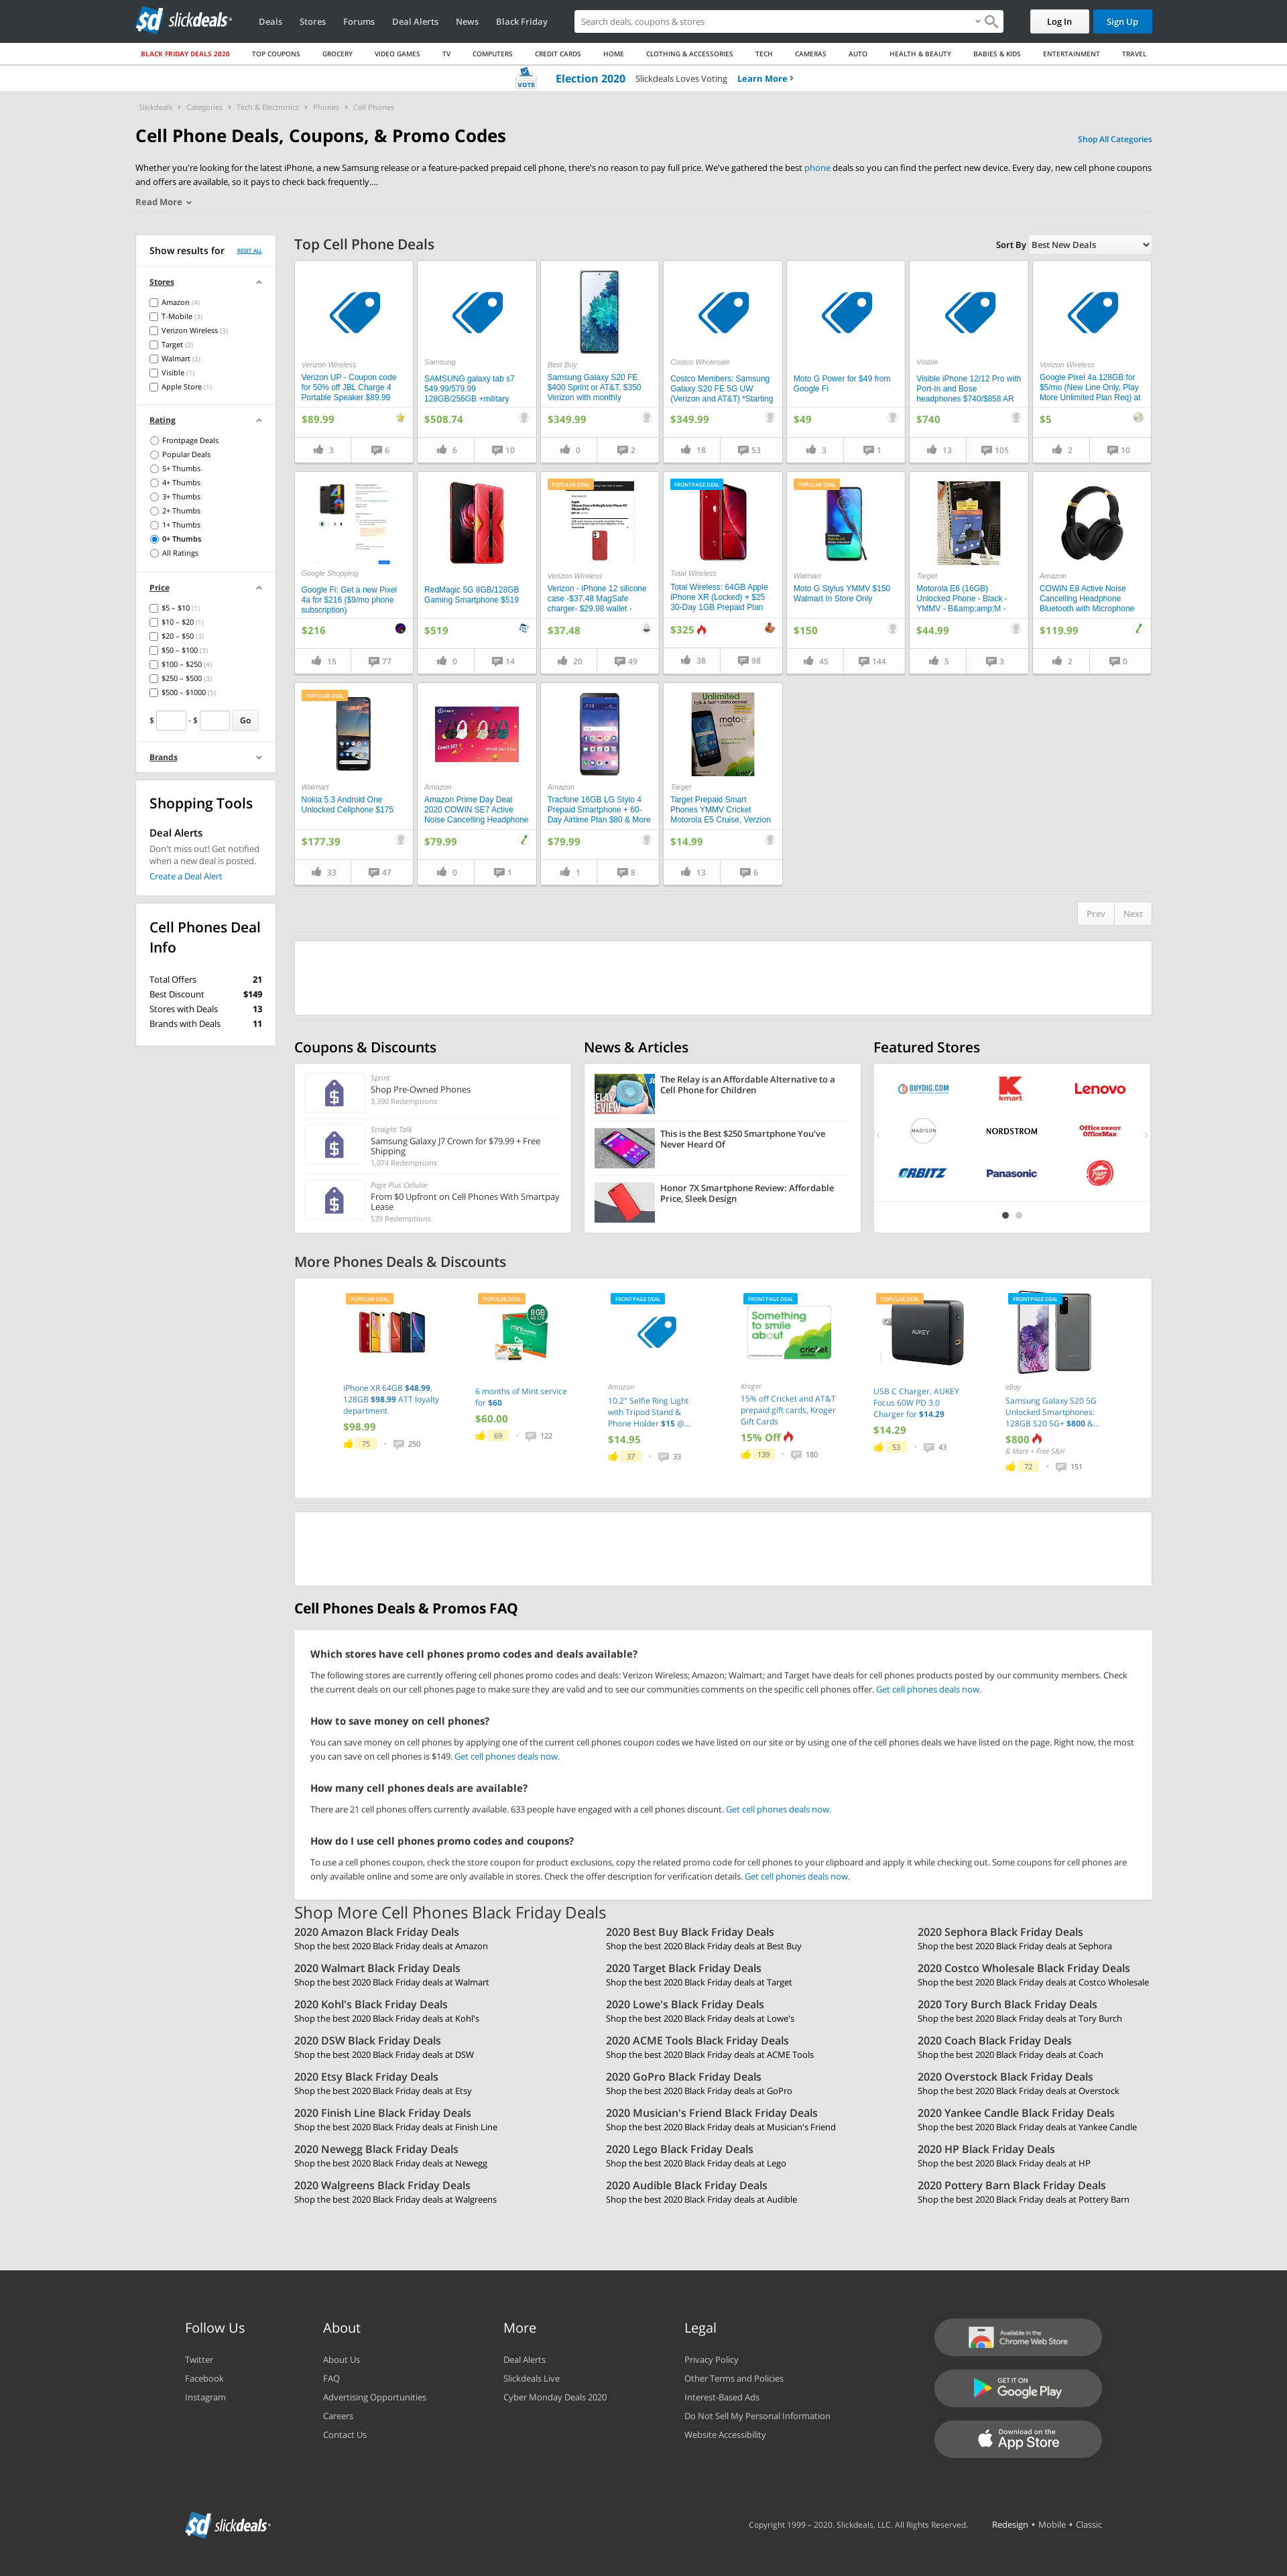 sd slickdeals
Deals Stores Forums Deal Alerts News Black Friday
Search deals, coupons & stores
Log In Sign Up
BLACK FRIDAY DEALS 2020 TOP COUPONS GROCERY VIDEO GAMES TV COMPUTERS CREDIT CARDS HOME CLOTHING & ACCESSORIES TECH CAMERAS AUTO HEALTH & BEAUTY BABIES & KIDS ENTERTAINMENT TRAVEL
VOTE Election 2020 Slickdeals Loves Voting Learn More
Slickdeals > Categories > Tech & Electronics > Phones > Cell Phones
Cell Phone Deals, Coupons, & Promo Codes
Shop All Categories
Whether you're looking for the latest iPhone, a new Samsung release or a feature-packed prepaid cell phone, there's no reason to pay full price. We've gathered the best phone deals so you can find the perfect new device. Every day, new cell phone coupons
and offers are available, so it pays to check back frequently....
Read More
Show results for RESET ALL
Stores
Amazon (4)
T-Mobile (3)
Verizon Wireless (3)
Target (2)
Walmart (2)
Visible (1)
Apple Store (1)
Rating
Frontpage Deals
Popular Deals
5+ Thumbs
4+ Thumbs
3+ Thumbs
2+ Thumbs
1+ Thumbs
0+ Thumbs
All Ratings
Price
$5 – $10 (1)
$10 – $20 (1)
$20 – $50 (3)
$50 – $100 (3)
$100 – $250 (4)
$250 – $500 (3)
$500 – $1000 (5)
$ - $ Go
Brands
Shopping Tools
Deal Alerts
Don't miss out! Get notified
when a new deal is posted.
Create a Deal Alert
Cell Phones Deal
Info
Total Offers 21
Best Discount $149
Stores with Deals 13
Brands with Deals 11
Top Cell Phone Deals
Sort By Best New Deals
Verizon Wireless
Verizon UP - Coupon code
for 50% off JBL Charge 4
Portable Speaker $89.99
$89.99
3 6
Samsung
SAMSUNG galaxy tab s7
549.99/579.99
128GB/256GB +military
$508.74
6 10
Best Buy
Samsung Galaxy S20 FE
$400 Sprint or AT&T, $350
Verizon with monthly
$349.99
0 2
Costco Wholesale
Costco Members: Samsung
Galaxy S20 FE 5G UW
(Verizon and AT&T) *Starting
$349.99
18 53
Moto G Power for $49 from
Google Fi
$49
3 1
Visible
Visible iPhone 12/12 Pro with
Port-In and Bose
headphones $740/$858 AR
$740
13 105
Verizon Wireless
Google Pixel 4a 128GB for
$5/mo (New Line Only, Play
More Unlimited Plan Req) at
$5
2 10
Google Shopping
Google Fi: Get a new Pixel
4a for $216 ($9/mo phone
subscription)
$216
15 77
RedMagic 5G 8GB/128GB
Gaming Smartphone $519
$519
0 14
POPULAR DEAL
Verizon Wireless
Verizon - iPhone 12 silicone
case -$37.48 MagSafe
charger- $29.98 wallet -
$37.48
20 49
FRONTPAGE DEAL
Total Wireless
Total Wireless: 64GB Apple
iPhone XR (Locked) + $25
30-Day 1GB Prepaid Plan
$325
38 98
POPULAR DEAL
Walmart
Moto G Stylus YMMV $150
Walmart In Store Only
$150
45 144
Target
Motorola E6 (16GB)
Unlocked Phone - Black -
YMMV - B&amp;amp;M -
$44.99
5 3
Amazon
COWIN E8 Active Noise
Cancelling Headphone
Bluetooth with Microphone
$119.99
2 0
POPULAR DEAL
Walmart
Nokia 5.3 Android One
Unlocked Cellphone $175
$177.39
33 47
Amazon
Amazon Prime Day Deal
2020 COWIN SE7 Active
Noise Cancelling Headphone
$79.99
0 1
Amazon
Tracfone 16GB LG Stylo 4
Prepaid Smartphone + 60-
Day Airtime Plan $80 & More
$79.99
1 8
Unlimited
Target
Target Prepaid Smart
Phones YMMV Cricket
Motorola E5 Cruise, Verzion
$14.99
13 6
Prev Next
Coupons & Discounts
Sprint
Shop Pre-Owned Phones
3,390 Redemptions
Straight Talk
Samsung Galaxy J7 Crown for $79.99 + Free
Shipping
1,074 Redemptions
Page Plus Cellular
From $0 Upfront on Cell Phones With Smartpay
Lease
539 Redemptions
News & Articles
The Relay is an Affordable Alternative to a
Cell Phone for Children
This is the Best $250 Smartphone You've
Never Heard Of
Honor 7X Smartphone Review: Affordable
Price, Sleek Design
Featured Stores
BUYDIG.COM kmart Lenovo
MADISON NORDSTROM Office DEPOT OfficeMax
ORBITZ Panasonic
More Phones Deals & Discounts
POPULAR DEAL
iPhone XR 64GB $48.99,
128GB $98.99 ATT loyalty
department
$98.99
75 · 250
POPULAR DEAL
6 months of Mint service
for $60
$60.00
69 · 122
FRONTPAGE DEAL
Amazon
10.2" Selfie Ring Light
with Tripod Stand &
Phone Holder $15 @...
$14.95
37 · 33
FRONTPAGE DEAL
Something
to smile
about
cricket
Kroger
15% off Cricket and AT&T
prepaid gift cards, Kroger
Gift Cards
15% Off
139 · 180
POPULAR DEAL
AUKEY
USB C Charger, AUKEY
Focus 60W PD 3.0
Charger for $14.29
$14.29
53 · 43
FRONTPAGE DEAL
eBay
Samsung Galaxy S20 5G
Unlocked Smartphones:
128GB S20 5G+ $800 &...
$800
& More + Free S&H
72 · 151
Cell Phones Deals & Promos FAQ
Which stores have cell phones promo codes and deals available?
The following stores are currently offering cell phones promo codes and deals: Verizon Wireless; Amazon; Walmart; and Target have deals for cell phones products posted by our community members. Check
the current deals on our cell phones page to make sure they are valid and to see our communities comments on the specific cell phones offer. Get cell phones deals now.
How to save money on cell phones?
You can save money on cell phones by applying one of the current cell phones coupon codes we have listed on our site or by using one of the cell phones deals we have listed on the page. Right now, the most
you can save on cell phones is $149. Get cell phones deals now.
How many cell phones deals are available?
There are 21 cell phones offers currently available. 633 people have engaged with a cell phones discount. Get cell phones deals now.
How do I use cell phones promo codes and coupons?
To use a cell phones coupon, check the store coupon for product exclusions, copy the related promo code for cell phones to your clipboard and apply it while checking out. Some coupons for cell phones are
only available online and some are only available in stores. Check the offer description for verification details. Get cell phones deals now.
Shop More Cell Phones Black Friday Deals
2020 Amazon Black Friday Deals 2020 Best Buy Black Friday Deals 2020 Sephora Black Friday Deals
Shop the best 2020 Black Friday deals at Amazon Shop the best 2020 Black Friday deals at Best Buy Shop the best 2020 Black Friday deals at Sephora
2020 Walmart Black Friday Deals 2020 Target Black Friday Deals 2020 Costco Wholesale Black Friday Deals
Shop the best 2020 Black Friday deals at Walmart Shop the best 2020 Black Friday deals at Target Shop the best 2020 Black Friday deals at Costco Wholesale
2020 Kohl's Black Friday Deals 2020 Lowe's Black Friday Deals 2020 Tory Burch Black Friday Deals
Shop the best 2020 Black Friday deals at Kohl's Shop the best 2020 Black Friday deals at Lowe's Shop the best 2020 Black Friday deals at Tory Burch
2020 DSW Black Friday Deals 2020 ACME Tools Black Friday Deals 2020 Coach Black Friday Deals
Shop the best 2020 Black Friday deals at DSW Shop the best 2020 Black Friday deals at ACME Tools Shop the best 2020 Black Friday deals at Coach
2020 Etsy Black Friday Deals 2020 GoPro Black Friday Deals 2020 Overstock Black Friday Deals
Shop the best 2020 Black Friday deals at Etsy Shop the best 2020 Black Friday deals at GoPro Shop the best 2020 Black Friday deals at Overstock
2020 Finish Line Black Friday Deals 2020 Musician's Friend Black Friday Deals 2020 Yankee Candle Black Friday Deals
Shop the best 2020 Black Friday deals at Finish Line Shop the best 2020 Black Friday deals at Musician's Friend Shop the best 2020 Black Friday deals at Yankee Candle
2020 Newegg Black Friday Deals 2020 Lego Black Friday Deals 2020 HP Black Friday Deals
Shop the best 2020 Black Friday deals at Newegg Shop the best 2020 Black Friday deals at Lego Shop the best 2020 Black Friday deals at HP
2020 Walgreens Black Friday Deals 2020 Audible Black Friday Deals 2020 Pottery Barn Black Friday Deals
Shop the best 2020 Black Friday deals at Walgreens Shop the best 2020 Black Friday deals at Audible Shop the best 2020 Black Friday deals at Pottery Barn
Follow Us
Twitter
Facebook
Instagram
About
About Us
FAQ
Advertising Opportunities
Careers
Contact Us
More
Deal Alerts
Slickdeals Live
Cyber Monday Deals 2020
Legal
Privacy Policy
Other Terms and Policies
Interest-Based Ads
Do Not Sell My Personal Information
Website Accessibility
Available in the
Chrome Web Store
GET IT ON
Google Play
Download on the
App Store
sd slickdeals
Copyright 1999 – 2020. Slickdeals, LLC. All Rights Reserved. Redesign • Mobile • Classic